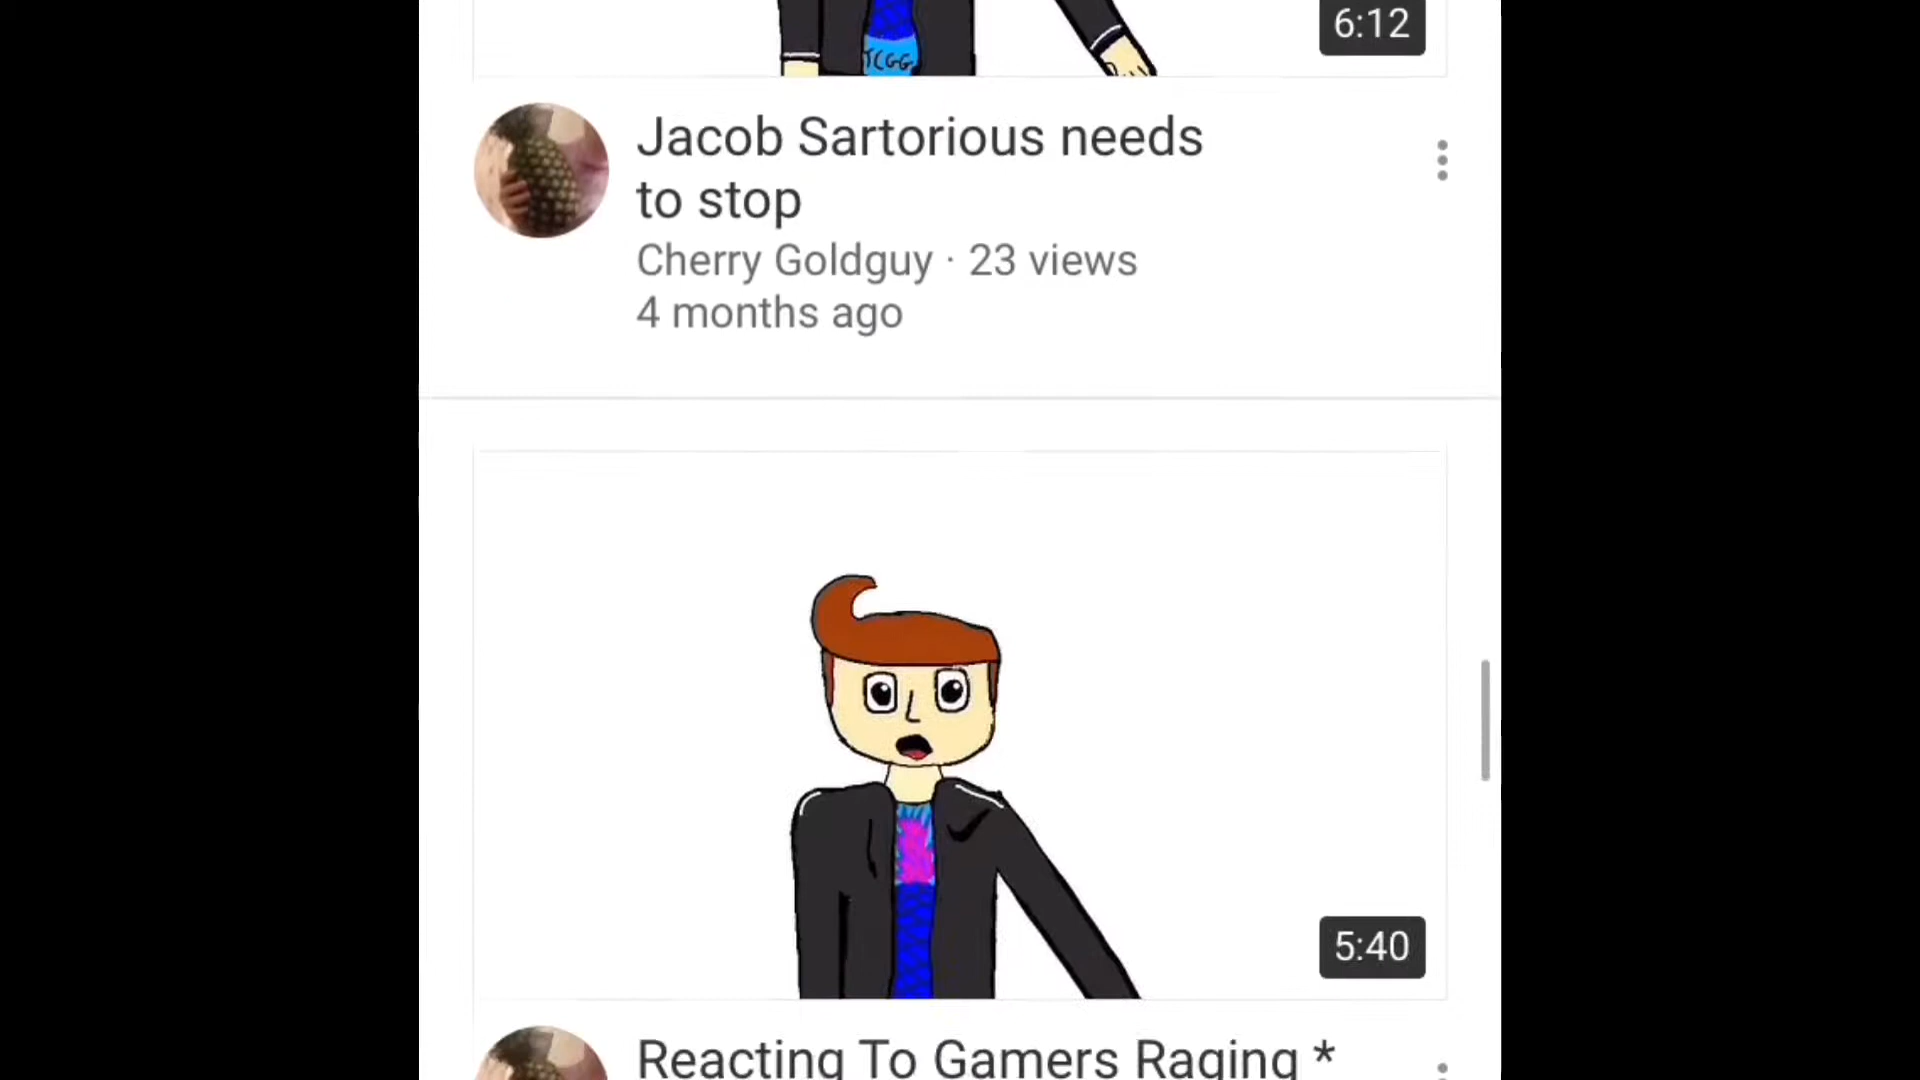 6:12
TCGG
Jacob Sartorious needs
to stop
Cherry Goldguy · 23 views
4 months ago
5:40
Reacting To Gamers Raging *